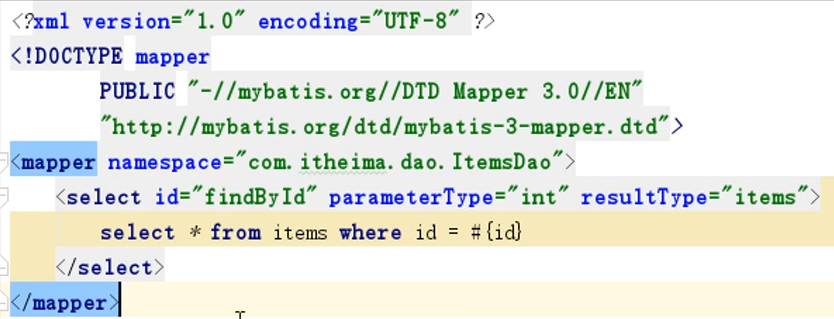 <?xml version="1.0" encoding="UTF-8" ?>
<!DOCTYPE mapper
PUBLIC "-//mybatis.org//DTD Mapper 3.0//EN"
"http://mybatis.org/dtd/mybatis-3-mapper.dtd">
<mapper namespace="com.itheima.dao.ItemsDao">
<select id="findById" parameterType="int" resultType="items">
select * from items where id = #{id}
</select>
</mapper>